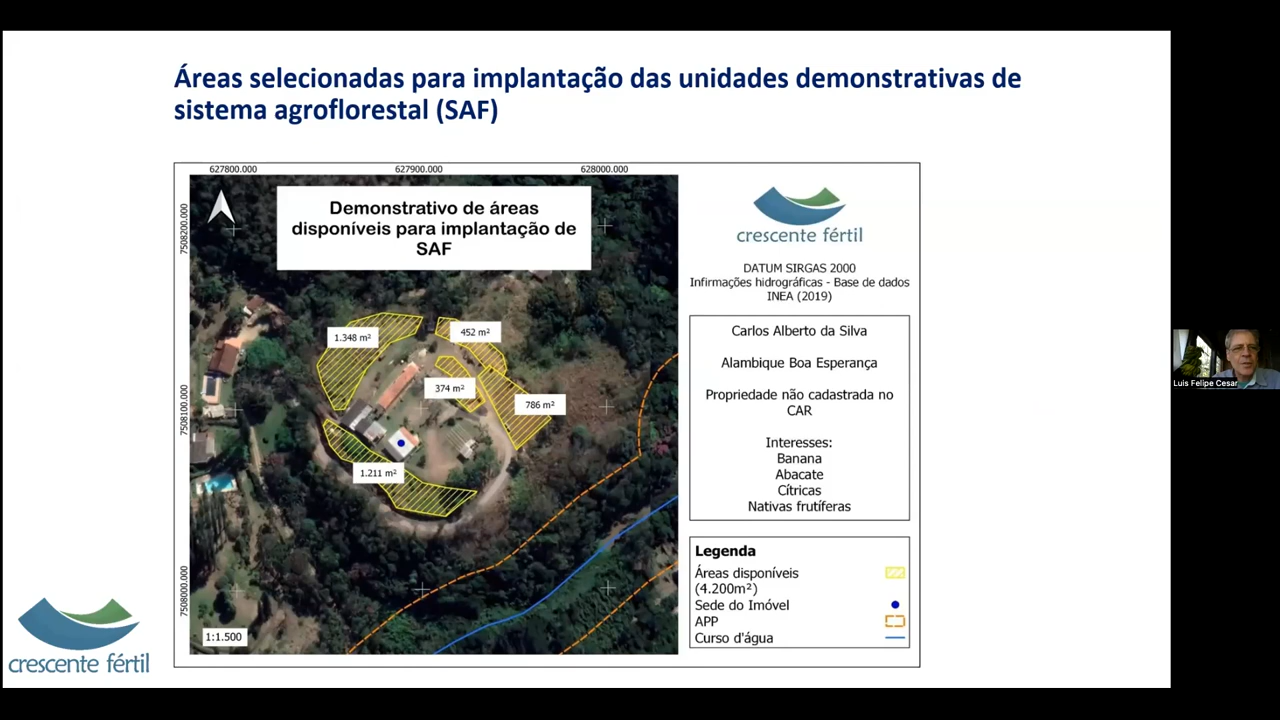 Áreas selecionadas para implantação das unidades demonstrativas de
sistema agroflorestal (SAF)
627800.000
627900.000
628000.000
7508200.000
7508100.000
7508000.000
Demonstrativo de áreas
disponíveis para implantação de
SAF
1.348 m²
452 m²
374 m²
786 m²
1.211 m²
1:1.500
crescente fértil
DATUM SIRGAS 2000
Infirmações hidrográficas - Base de dados
INEA (2019)
Carlos Alberto da Silva
Alambique Boa Esperança
Propriedade não cadastrada no
CAR
Interesses:
Banana
Abacate
Cítricas
Nativas frutíferas
Legenda
Áreas disponíveis
(4.200m²)
Sede do Imóvel
APP
Curso d'água
crescente fértil
Luis Felipe Cesar